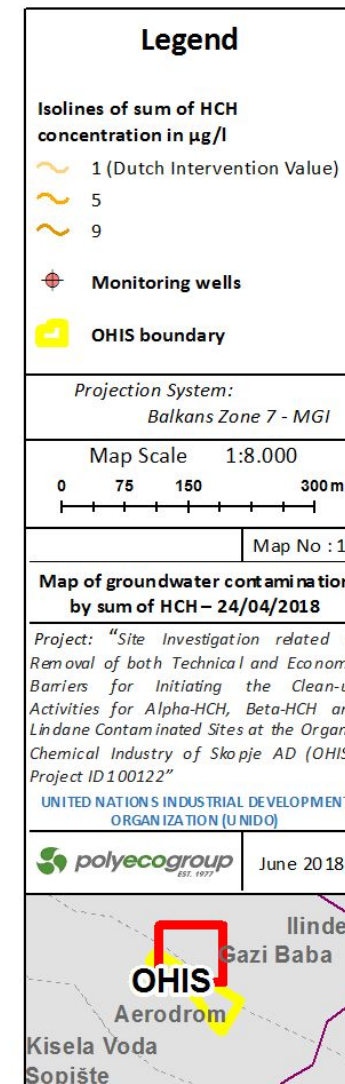 Legend
Isolines of sum of HCH
concentration in µg/l
1 (Dutch Intervention Value)
5
9
Monitoring wells
OHIS boundary
Projection System:
Balkans Zone 7 - MGI
Map Scale 1:8.000
0 75 150 300 m
Map No : 1
Map of groundwater contamination
by sum of HCH – 24/04/2018
Project: "Site Investigation related
Removal of both Technical and Econom
Barriers for Initiating the Clean-u
Activities for Alpha-HCH, Beta-HCH an
Lindane Contaminated Sites at the Organ
Chemical Industry of Skopje AD (OHIS
Project ID 100122"
UNITED NATIONS INDUSTRIAL DEVELOPMENT
ORGANIZATION (UNIDO)
polyecogroup
EST. 1977
June 2018
Ilinde
Gazi Baba
OHIS
Aerodrom
Kisela Voda
Sopište